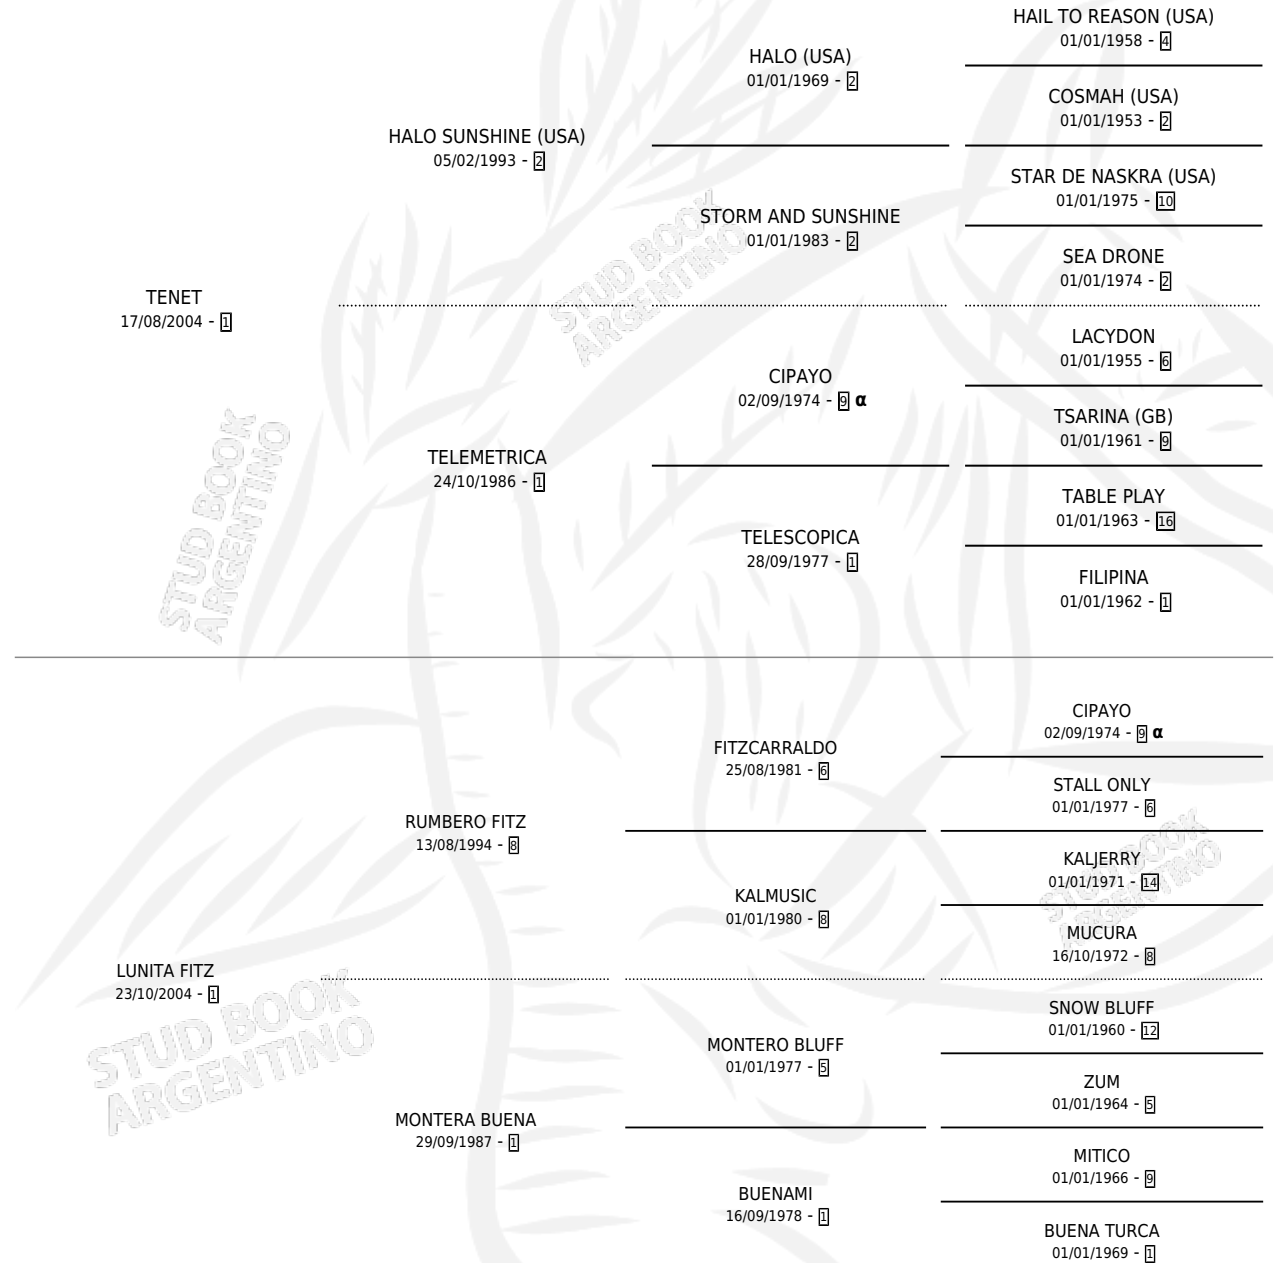 HAIL TO REASON (USA)
01/01/1958 - 4
HALO (USA)
01/01/1969 - 2
COSMAH (USA)
01/01/1953 - 2
HALO SUNSHINE (USA)
05/02/1993 - 2
STAR DE NASKRA (USA)
01/01/1975 - 10
STORM AND SUNSHINE
01/01/1983 - 2
SEA DRONE
01/01/1974 - 2
TENET
17/08/2004 - 1
LACYDON
01/01/1955 - 6
CIPAYO
02/09/1974 - 9 α
TSARINA (GB)
01/01/1961 - 9
TELEMETRICA
24/10/1986 - 1
TABLE PLAY
01/01/1963 - 16
TELESCOPICA
28/09/1977 - 1
FILIPINA
01/01/1962 - 1
CIPAYO
02/09/1974 - 9 α
FITZCARRALDO
25/08/1981 - 6
STALL ONLY
01/01/1977 - 6
RUMBERO FITZ
13/08/1994 - 8
KALJERRY
01/01/1971 - 14
KALMUSIC
01/01/1980 - 8
MUCURA
16/10/1972 - 8
LUNITA FITZ
23/10/2004 - 1
SNOW BLUFF
01/01/1960 - 12
MONTERO BLUFF
01/01/1977 - 5
ZUM
01/01/1964 - 5
MONTERA BUENA
29/09/1987 - 1
MITICO
01/01/1966 - 9
BUENAMI
16/09/1978 - 1
BUENA TURCA
01/01/1969 - 1
STUD BOOK
ARGENTINO
STUD BOOK
ARGENTINO
STUD BOOK
ARGENTINO
STUD BOOK
ARGENTINO